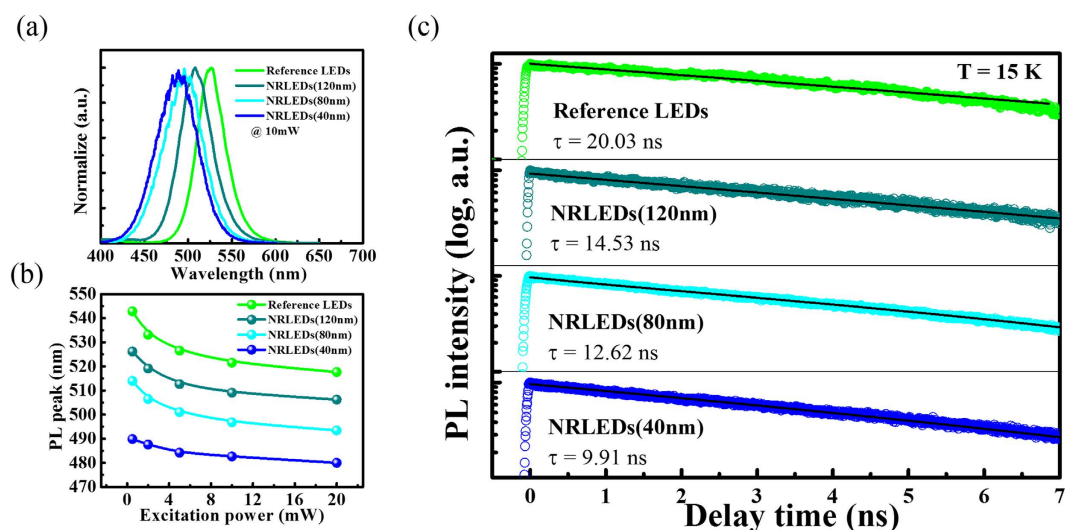 (a)
Normalize (a.u.)
Reference LEDs
NRLEDs(120nm)
NRLEDs(80nm)
NRLEDs(40nm)
@ 10mW
400 450 500 550 600 650 700
Wavelength (nm)
(b)
PL peak (nm)
550
540
530
520
510
500
490
480
470
Reference LEDs
NRLEDs(120nm)
NRLEDs(80nm)
NRLEDs(40nm)
0 4 8 12 16 20
Excitation power (mW)
(c)
PL intensity (log, a.u.)
T = 15 K
Reference LEDs
τ = 20.03 ns
NRLEDs(120nm)
τ = 14.53 ns
NRLEDs(80nm)
τ = 12.62 ns
NRLEDs(40nm)
τ = 9.91 ns
0 1 2 3 4 5 6 7
Delay time (ns)